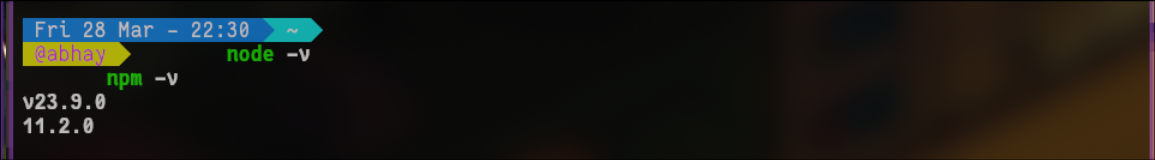 Fri 28 Mar - 22:30 ~
@abhay node -v
npm -v
v23.9.0
11.2.0